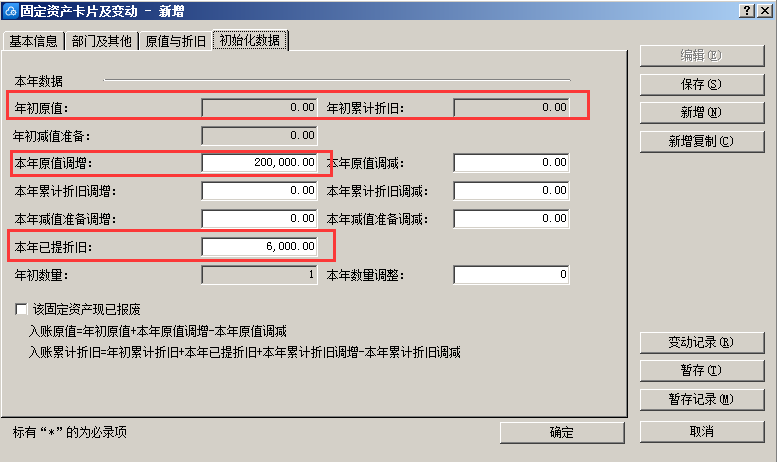 固定资产卡片及变动 - 新增
基本信息 部门及其他 原值与折旧 初始化数据
编辑(E)
保存(S)
新增(N)
新增复制(C)
本年数据
年初原值: 0.00 年初累计折旧: 0.00
年初减值准备: 0.00
本年原值调增: 200,000.00 本年原值调减: 0.00
本年累计折旧调增: 0.00 本年累计折旧调减: 0.00
本年减值准备调增: 0.00 本年减值准备调减: 0.00
本年已提折旧: 6,000.00
年初数量: 1 本年数量调整: 0
该固定资产现已报废
入账原值=年初原值+本年原值调增-本年原值调减
入账累计折旧=年初累计折旧+本年已提折旧+本年累计折旧调增-本年累计折旧调减
变动记录(R)
暂存(T)
暂存记录(M)
标有“*”的为必录项 确定 取消